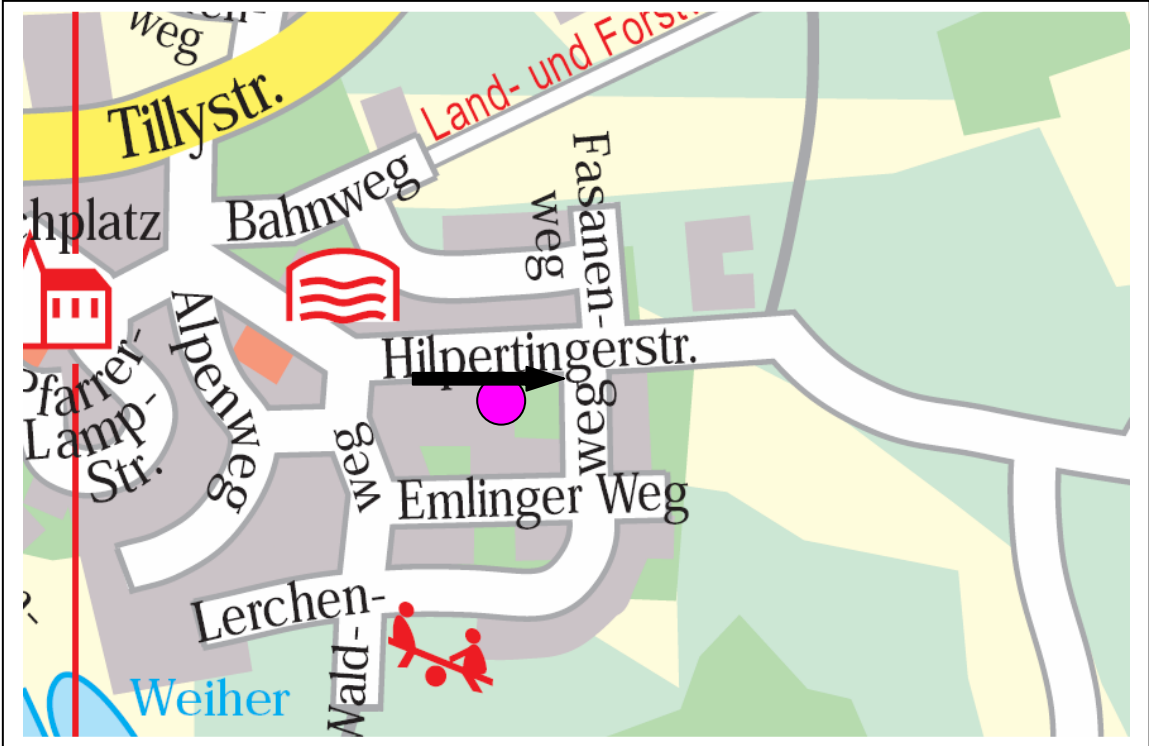 weg
Tillystr.
Land- und Forst
Bahnweg
hplatz
Fasanen-
weg
Alpenweg
Hilpertingerstr.
Pfarrer-
Lamp-
Str.
weg
weg
Emlinger Weg
Lerchen-
Wald-
Weiher